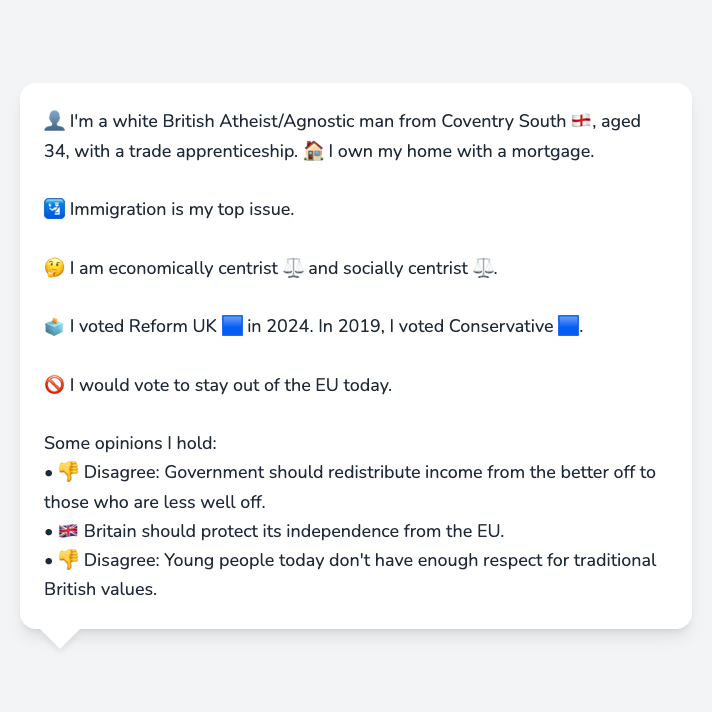 👤 I'm a white British Atheist/Agnostic man from Coventry South 🏴󠁧󠁢󠁥󠁮󠁧󠁿, aged
34, with a trade apprenticeship. 🏠 I own my home with a mortgage.
🛂 Immigration is my top issue.
🤔 I am economically centrist ⚖️ and socially centrist ⚖️.
🗳️ I voted Reform UK 🟦 in 2024. In 2019, I voted Conservative 🟦.
🚫 I would vote to stay out of the EU today.
Some opinions I hold:
• 👎 Disagree: Government should redistribute income from the better off to
those who are less well off.
• 🇬🇧 Britain should protect its independence from the EU.
• 👎 Disagree: Young people today don't have enough respect for traditional
British values.